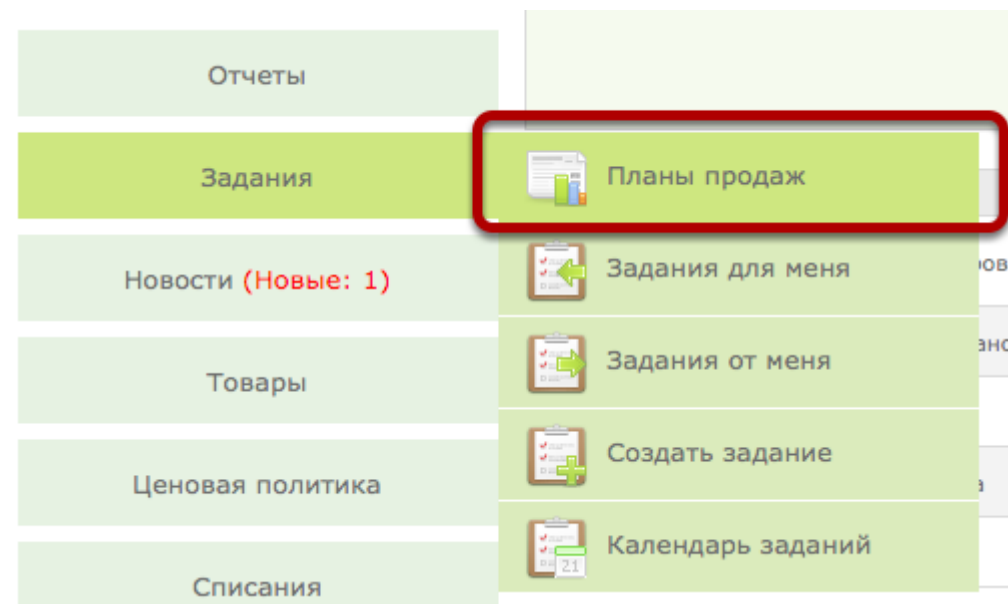 Отчеты
Задания
Новости (Новые: 1)
Товары
Ценовая политика
Списания
Планы продаж
Задания для меня
Задания от меня
Создать задание
Календарь заданий
21